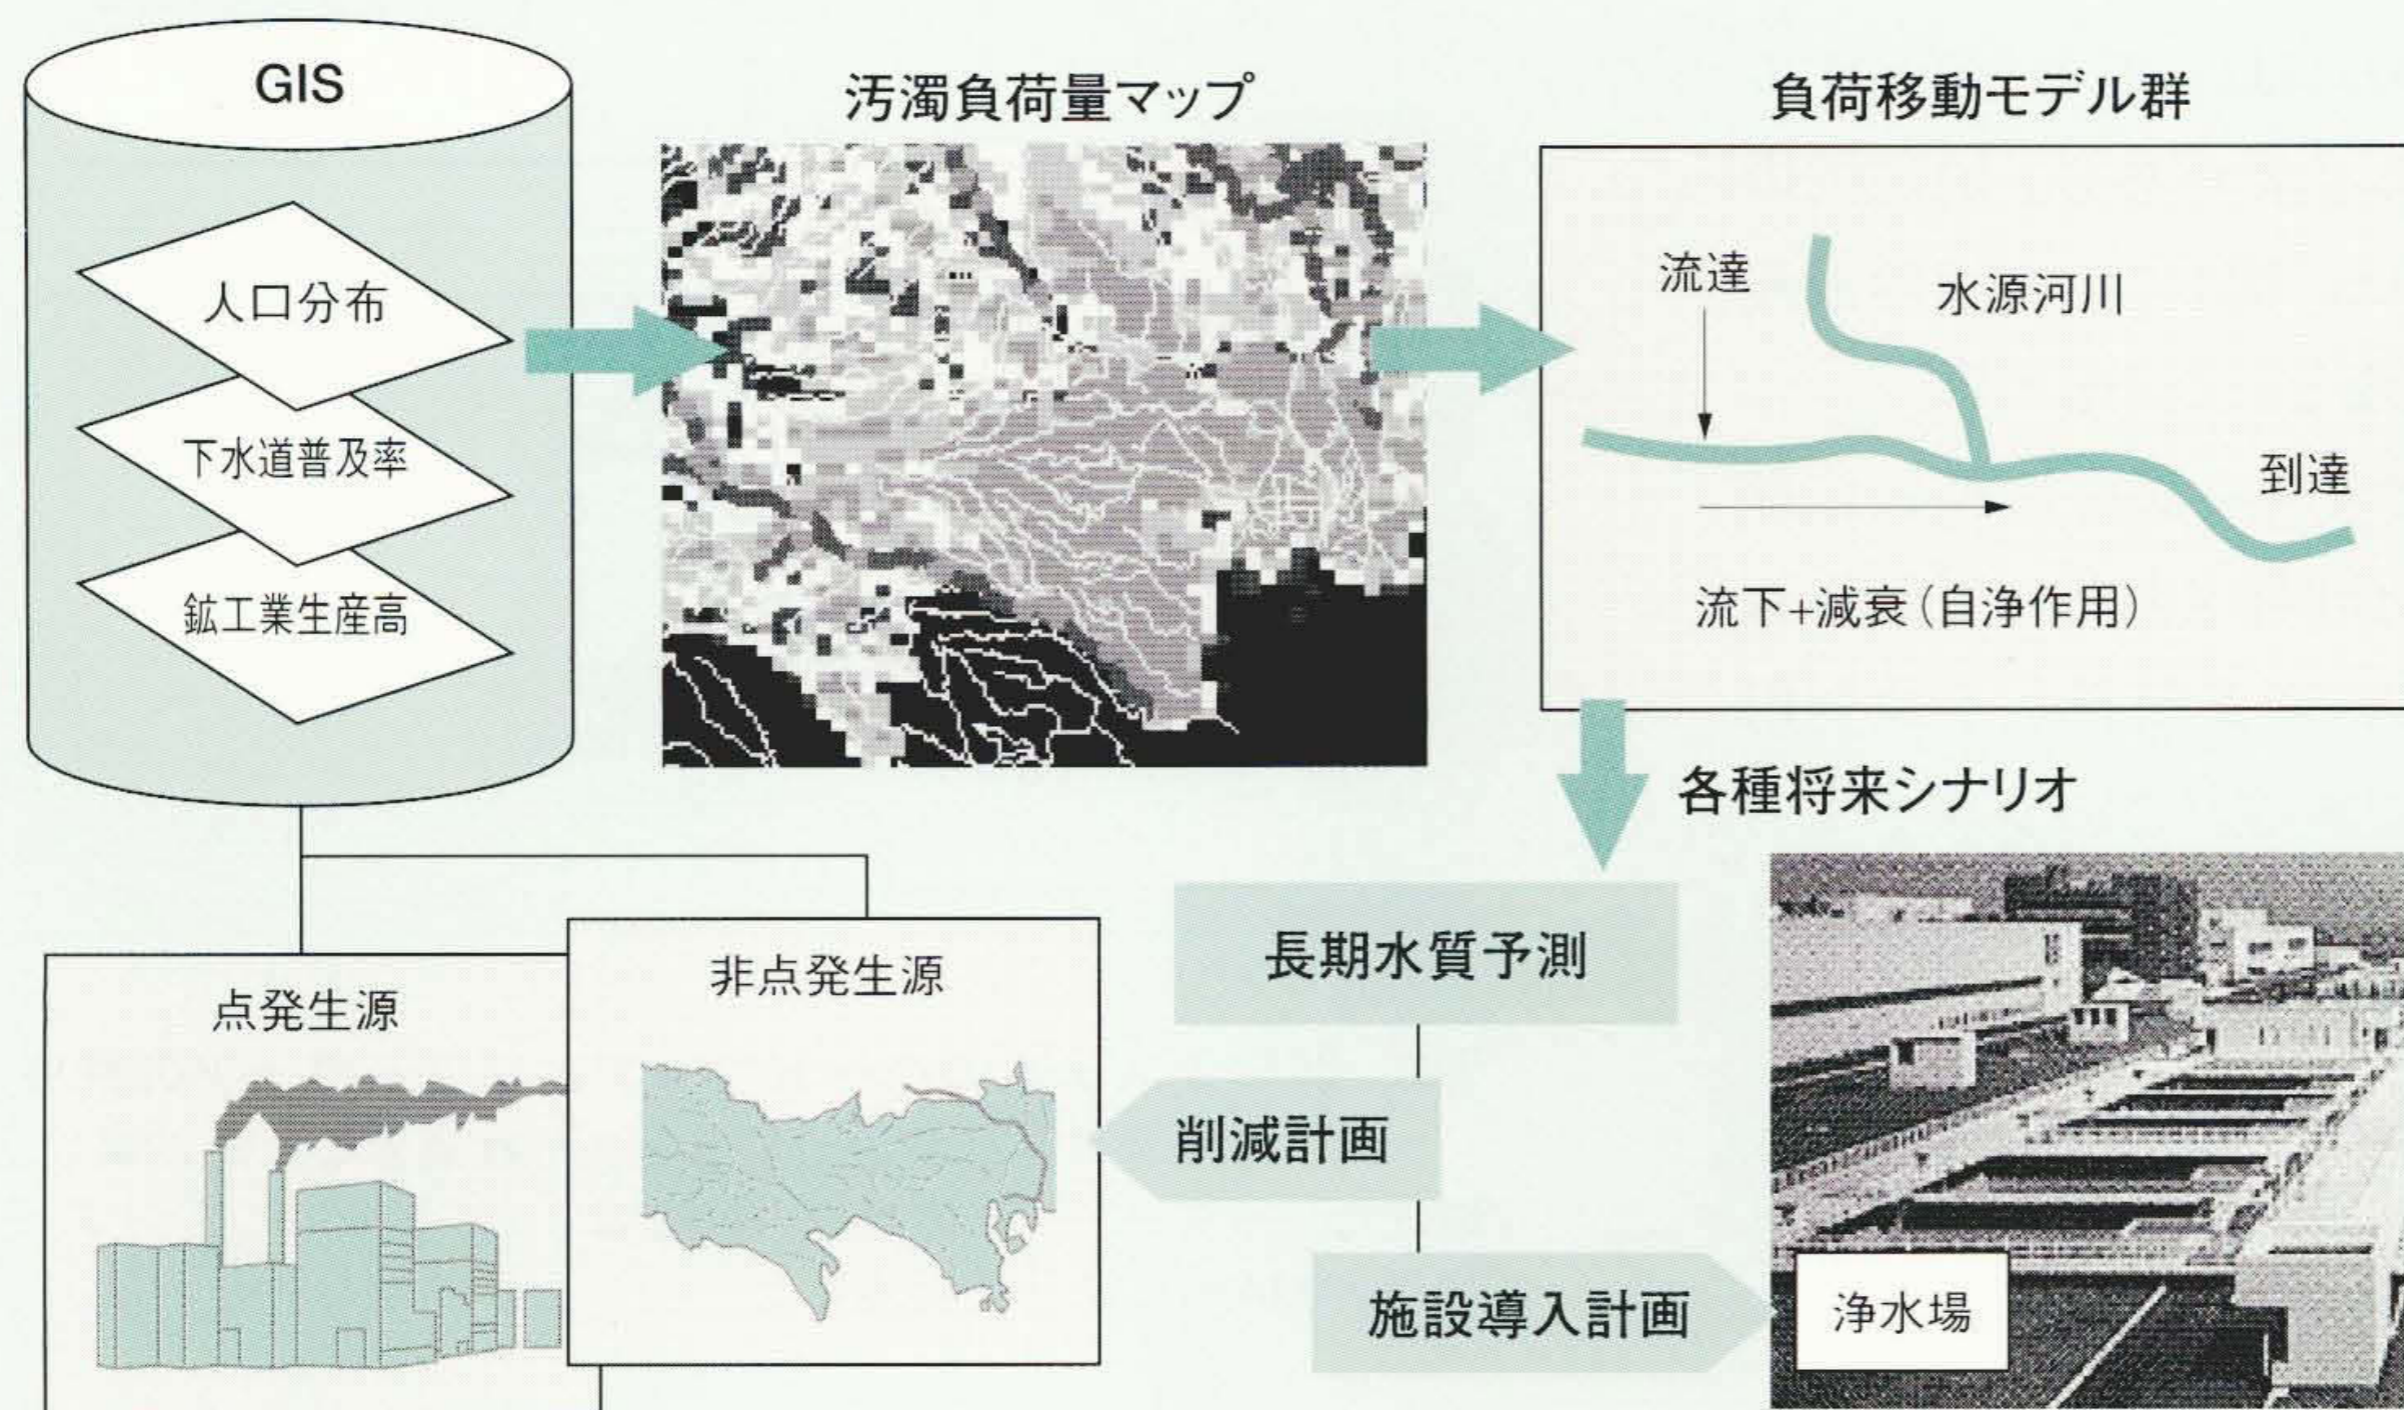 GIS
人口分布
下水道普及率
鉱工業生産高
汚濁負荷量マップ
負荷移動モデル群
流達
水源河川
到達
流下+減衰(自浄作用)
各種将来シナリオ
点発生源
非点発生源
長期水質予測
削減計画
施設導入計画
浄水場